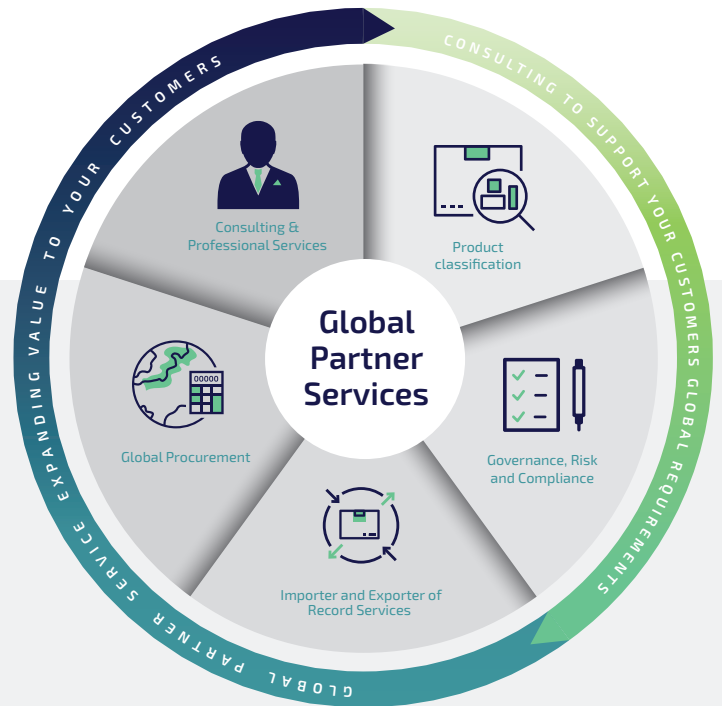 CONSULTING TO SUPPORT YOUR CUSTOMERS GLOBAL REQUIREMENTS
GLOBAL PARTNER SERVICE EXPANDING VALUE TO YOUR CUSTOMERS
Consulting &
Professional Services
Product
classification
Global
Partner
Services
00000
Global Procurement
Governance, Risk
and Compliance
Importer and Exporter of
Record Services